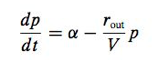 dp/dt = α − r_out/V p